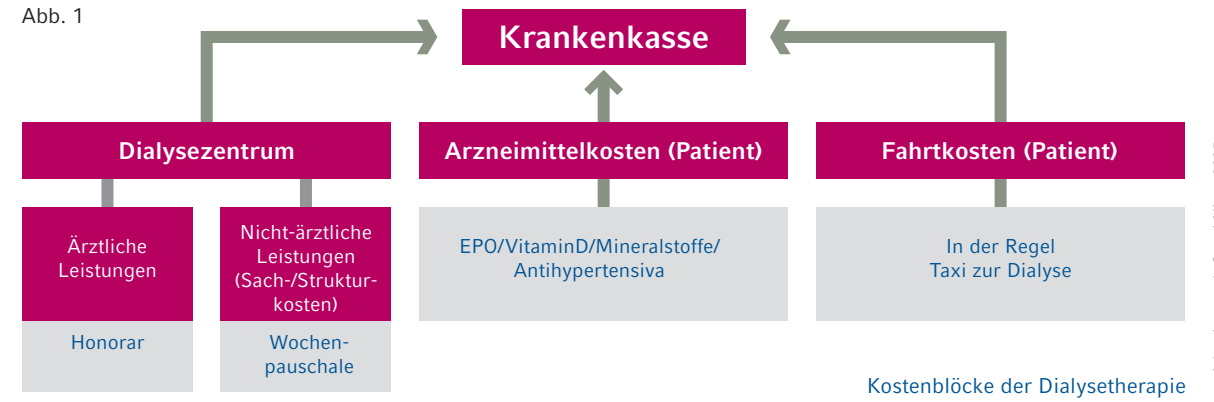 Abb. 1
Krankenkasse
Dialysezentrum
Arzneimittelkosten (Patient)
Fahrtkosten (Patient)
Ärztliche
Leistungen
Nicht-ärztliche
Leistungen
(Sach-/Struktur-
kosten)
EPO/VitaminD/Mineralstoffe/
Antihypertensiva
In der Regel
Taxi zur Dialyse
Honorar
Wochen-
pauschale
Kostenblöcke der Dialysetherapie